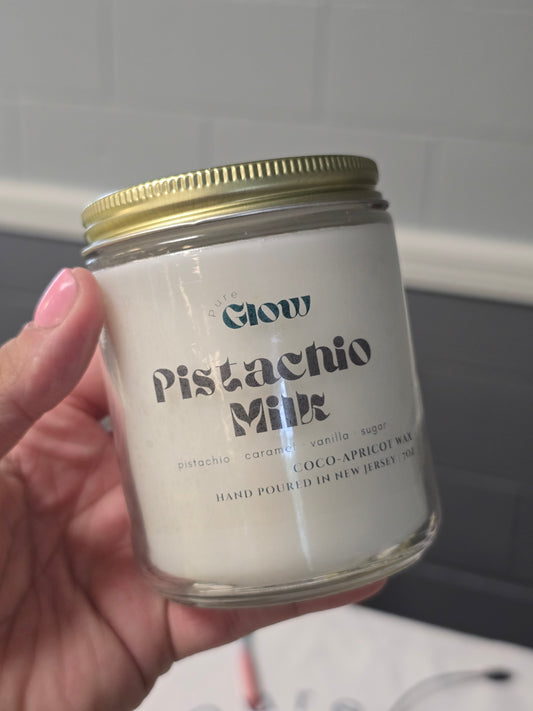 Pure
Glow
Pistachio
Milk
pistachio · caramel · vanilla · sugar
COCO-APRICOT WAX
HAND POURED IN NEW JERSEY | 7OZ